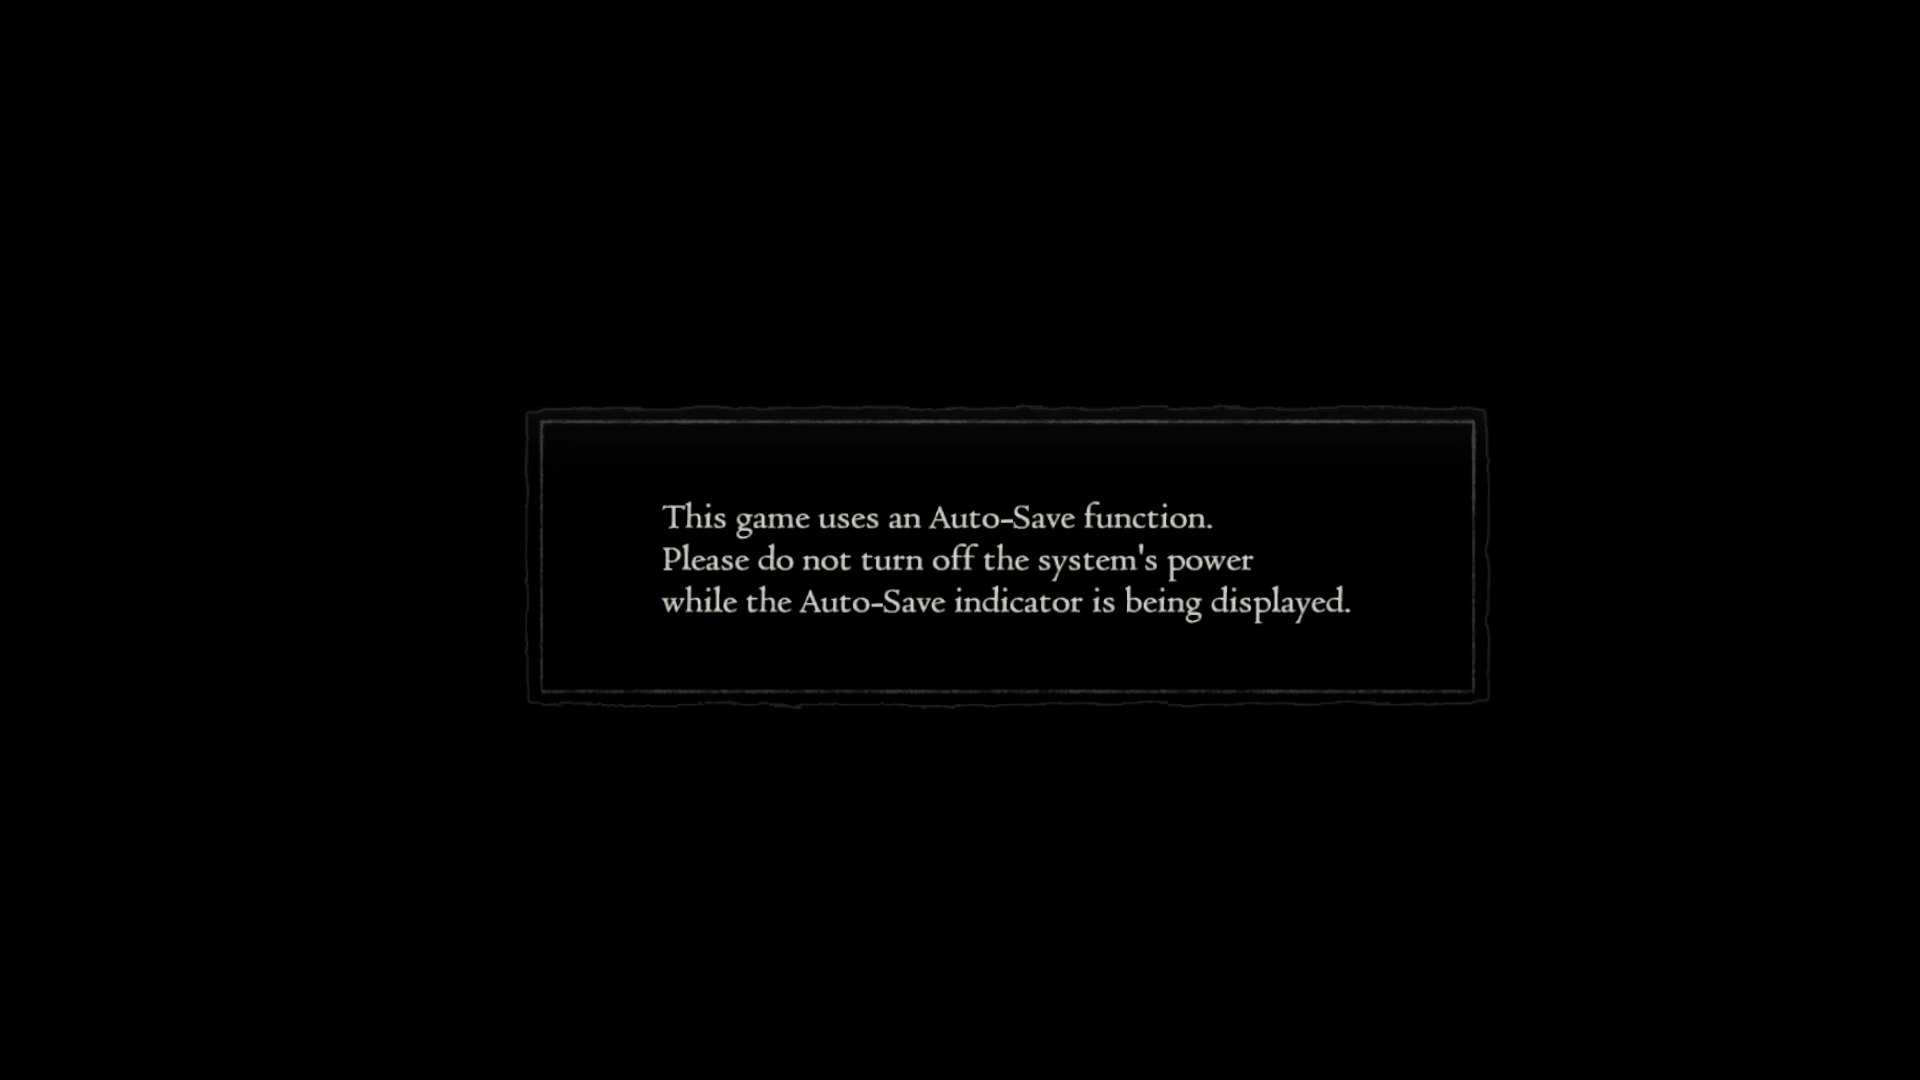 This game uses an Auto-Save function.
Please do not turn off the system's power
while the Auto-Save indicator is being displayed.